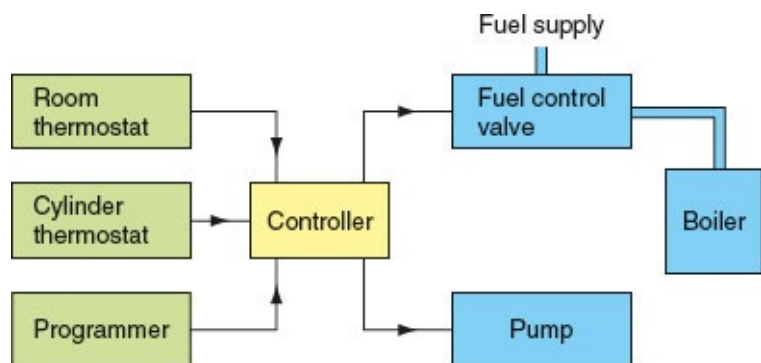 Fuel supply
Room
thermostat
Fuel control
valve
Cylinder
thermostat
Controller
Boiler
Programmer
Pump